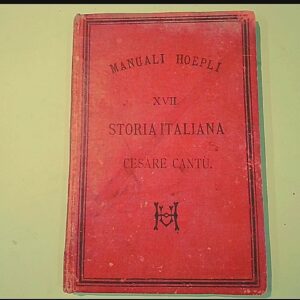 MANUALI HOEPLI
XVII.
STORIA ITALIANA
CESARE CANTÙ.